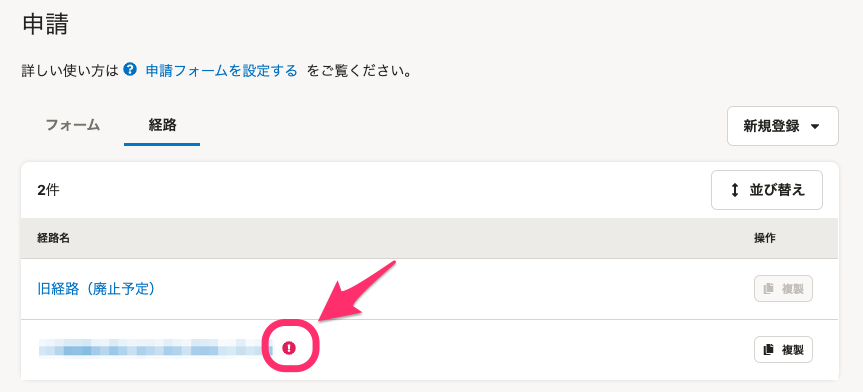 申請
詳しい使い方は 申請フォームを設定する をご覧ください。
フォーム 経路 新規登録
2件 並び替え
経路名 操作
旧経路（廃止予定） 複製
複製